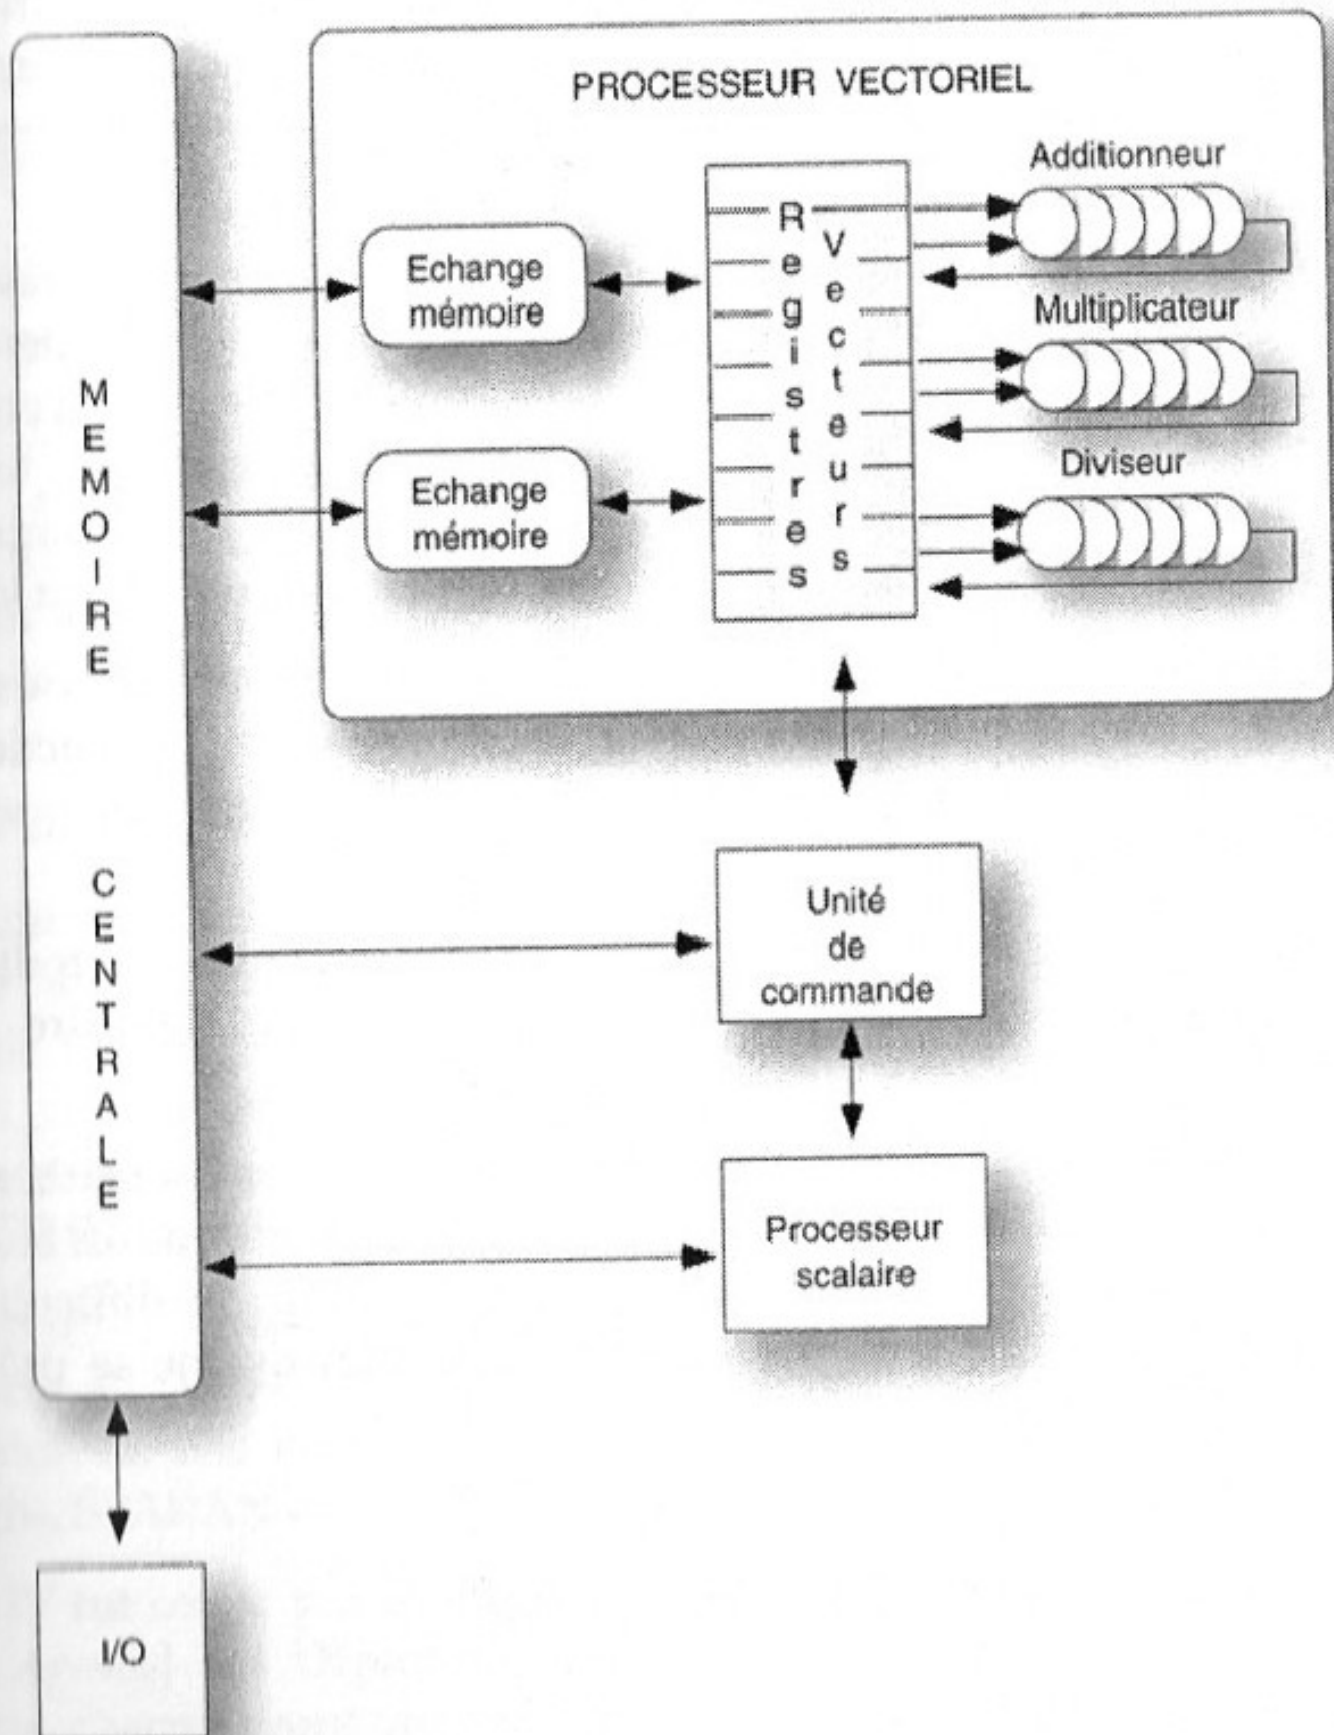 PROCESSEUR VECTORIEL
MEMOIRE CENTRALE
Echange
mémoire
Echange
mémoire
Registres
Vecteurs
Additionneur
Multiplicateur
Diviseur
Unité
de
commande
Processeur
scalaire
I/O